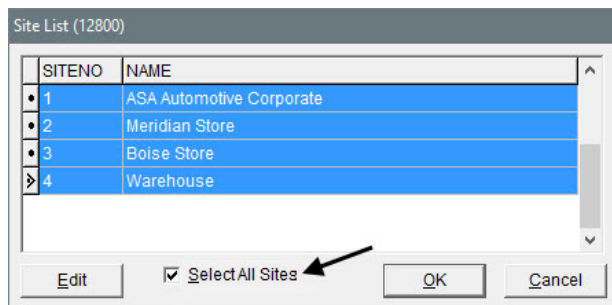 Site List (12800)
SITENO NAME
1 ASA Automotive Corporate
2 Meridian Store
3 Boise Store
4 Warehouse
Edit Select All Sites OK Cancel